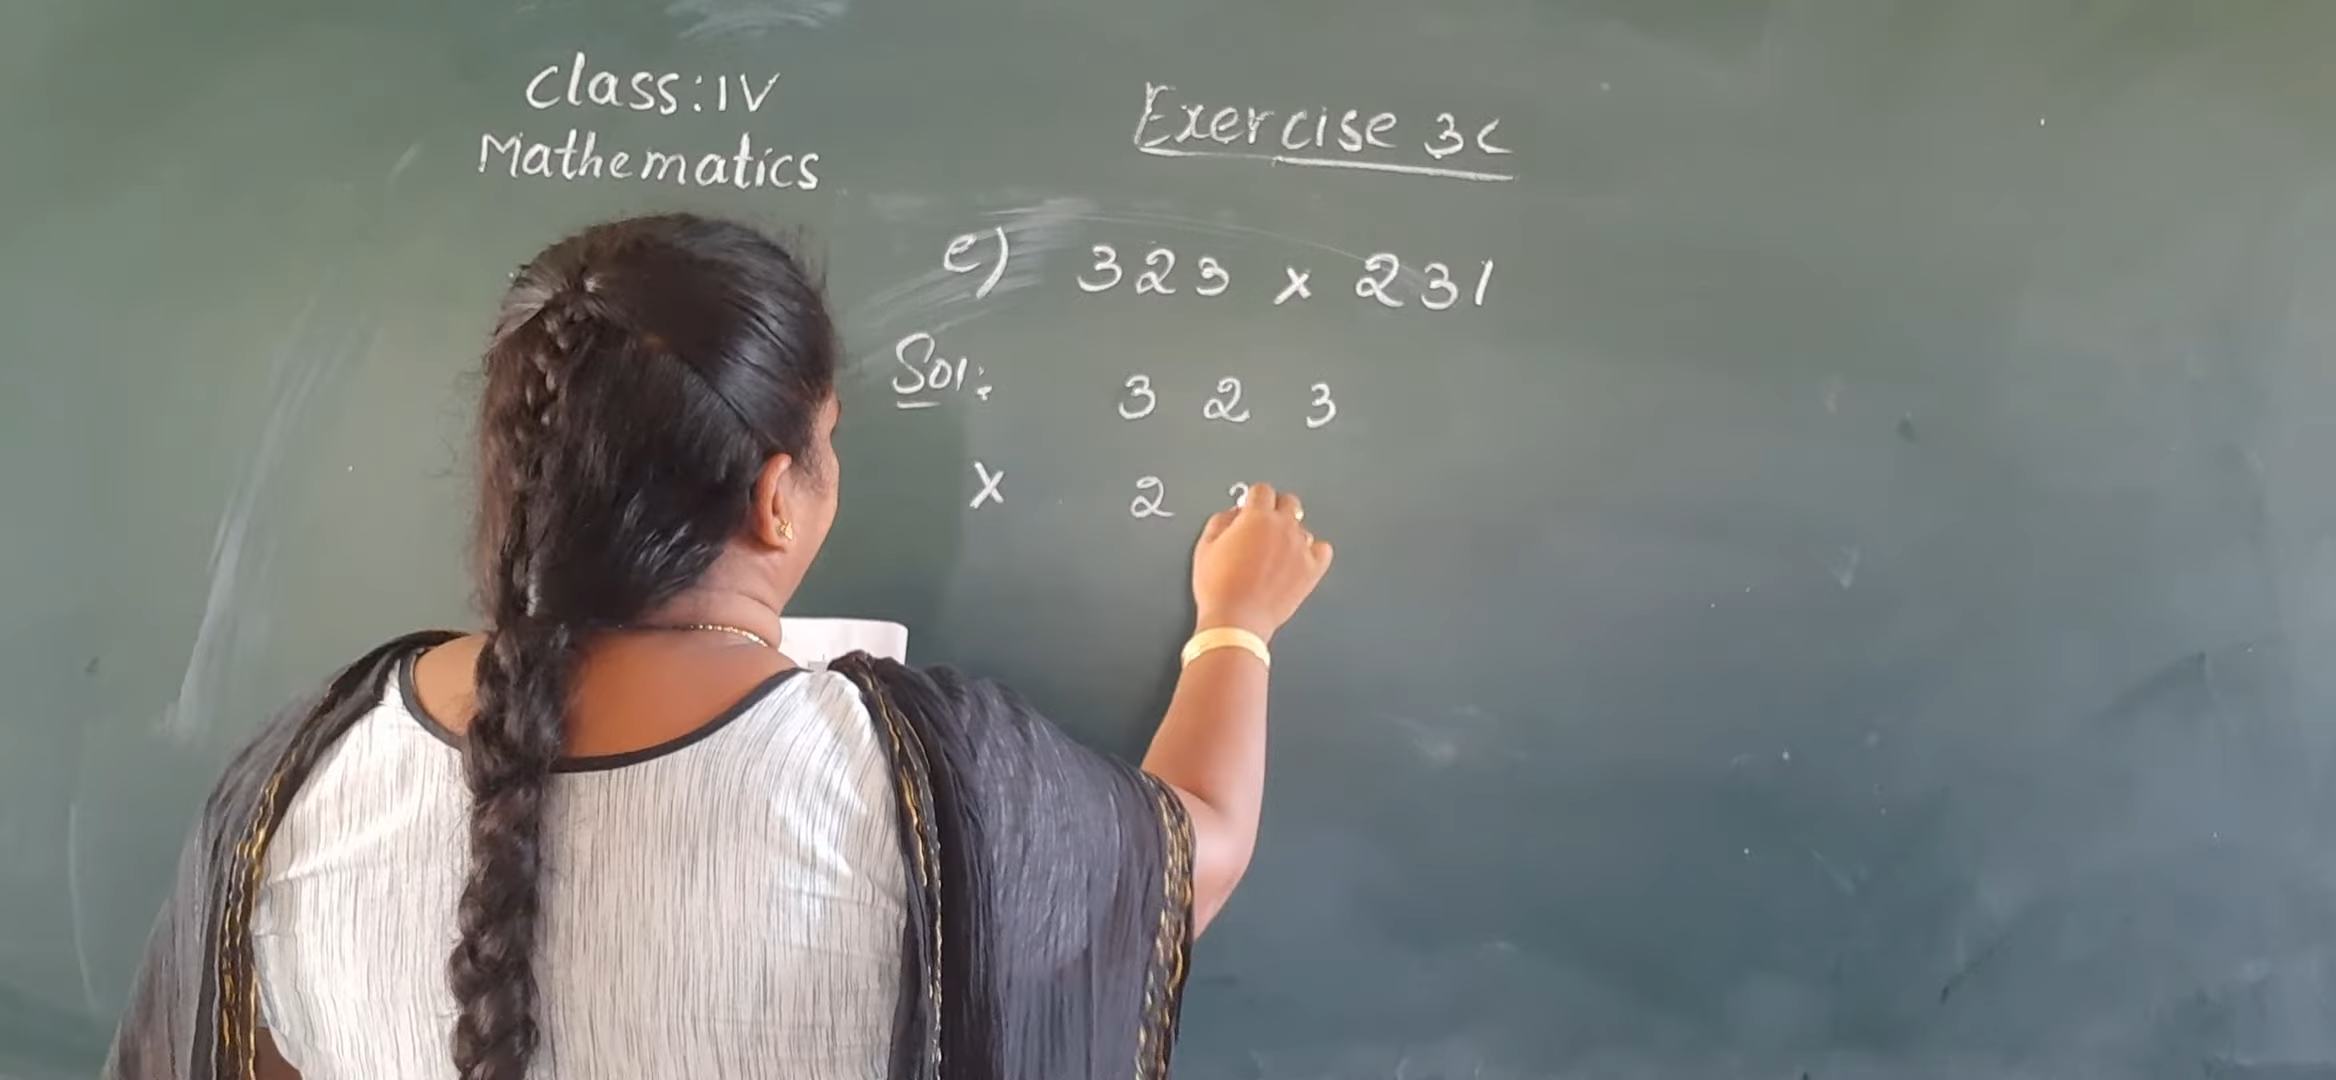 Class: IV
Mathematics
Exercise 3c
e) 323 x 231
Sol:
3 2 3
x 2 3